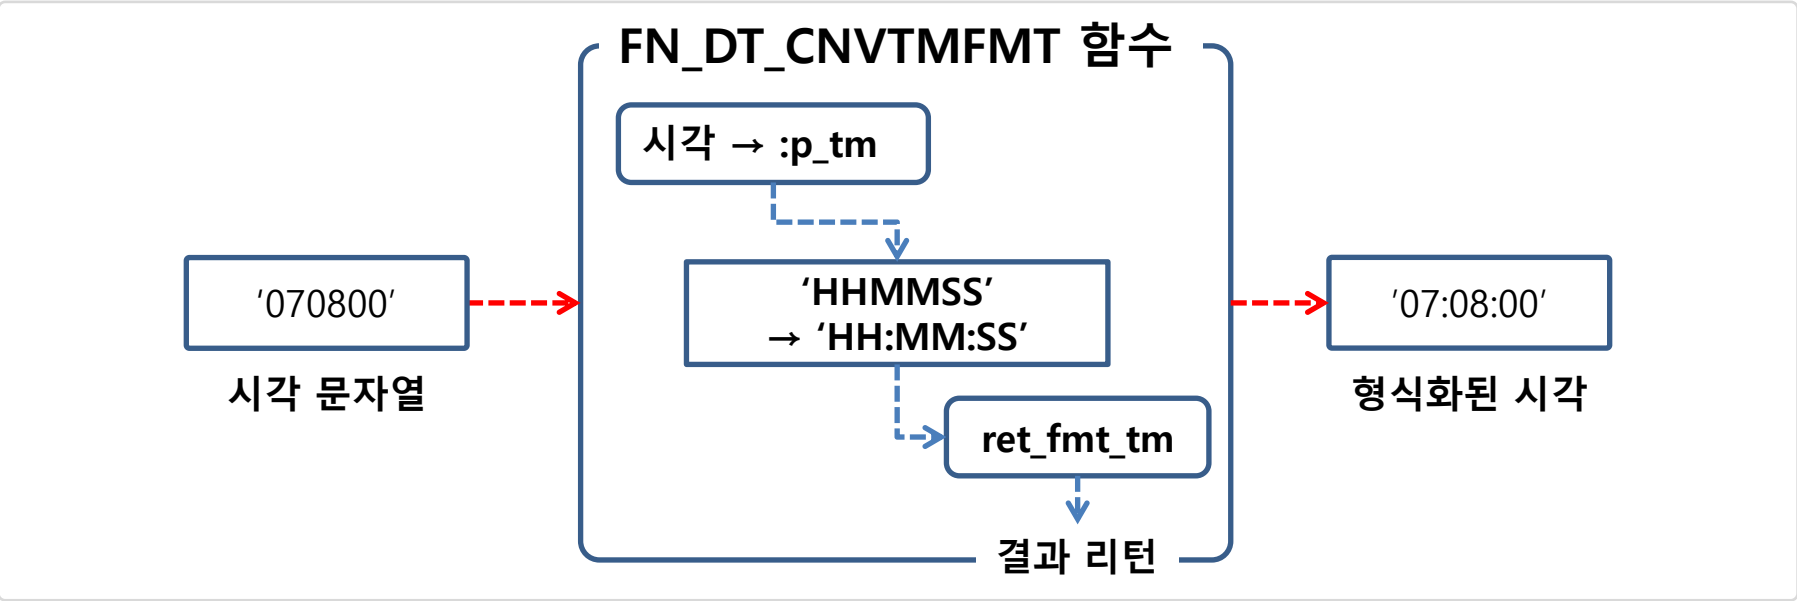 FN_DT_CNVTMFMT 함수
시각 → :p_tm
‘070800’
‘HHMMSS’
→ ‘HH:MM:SS’
’07:08:00’
시각 문자열
형식화된 시각
ret_fmt_tm
결과 리턴